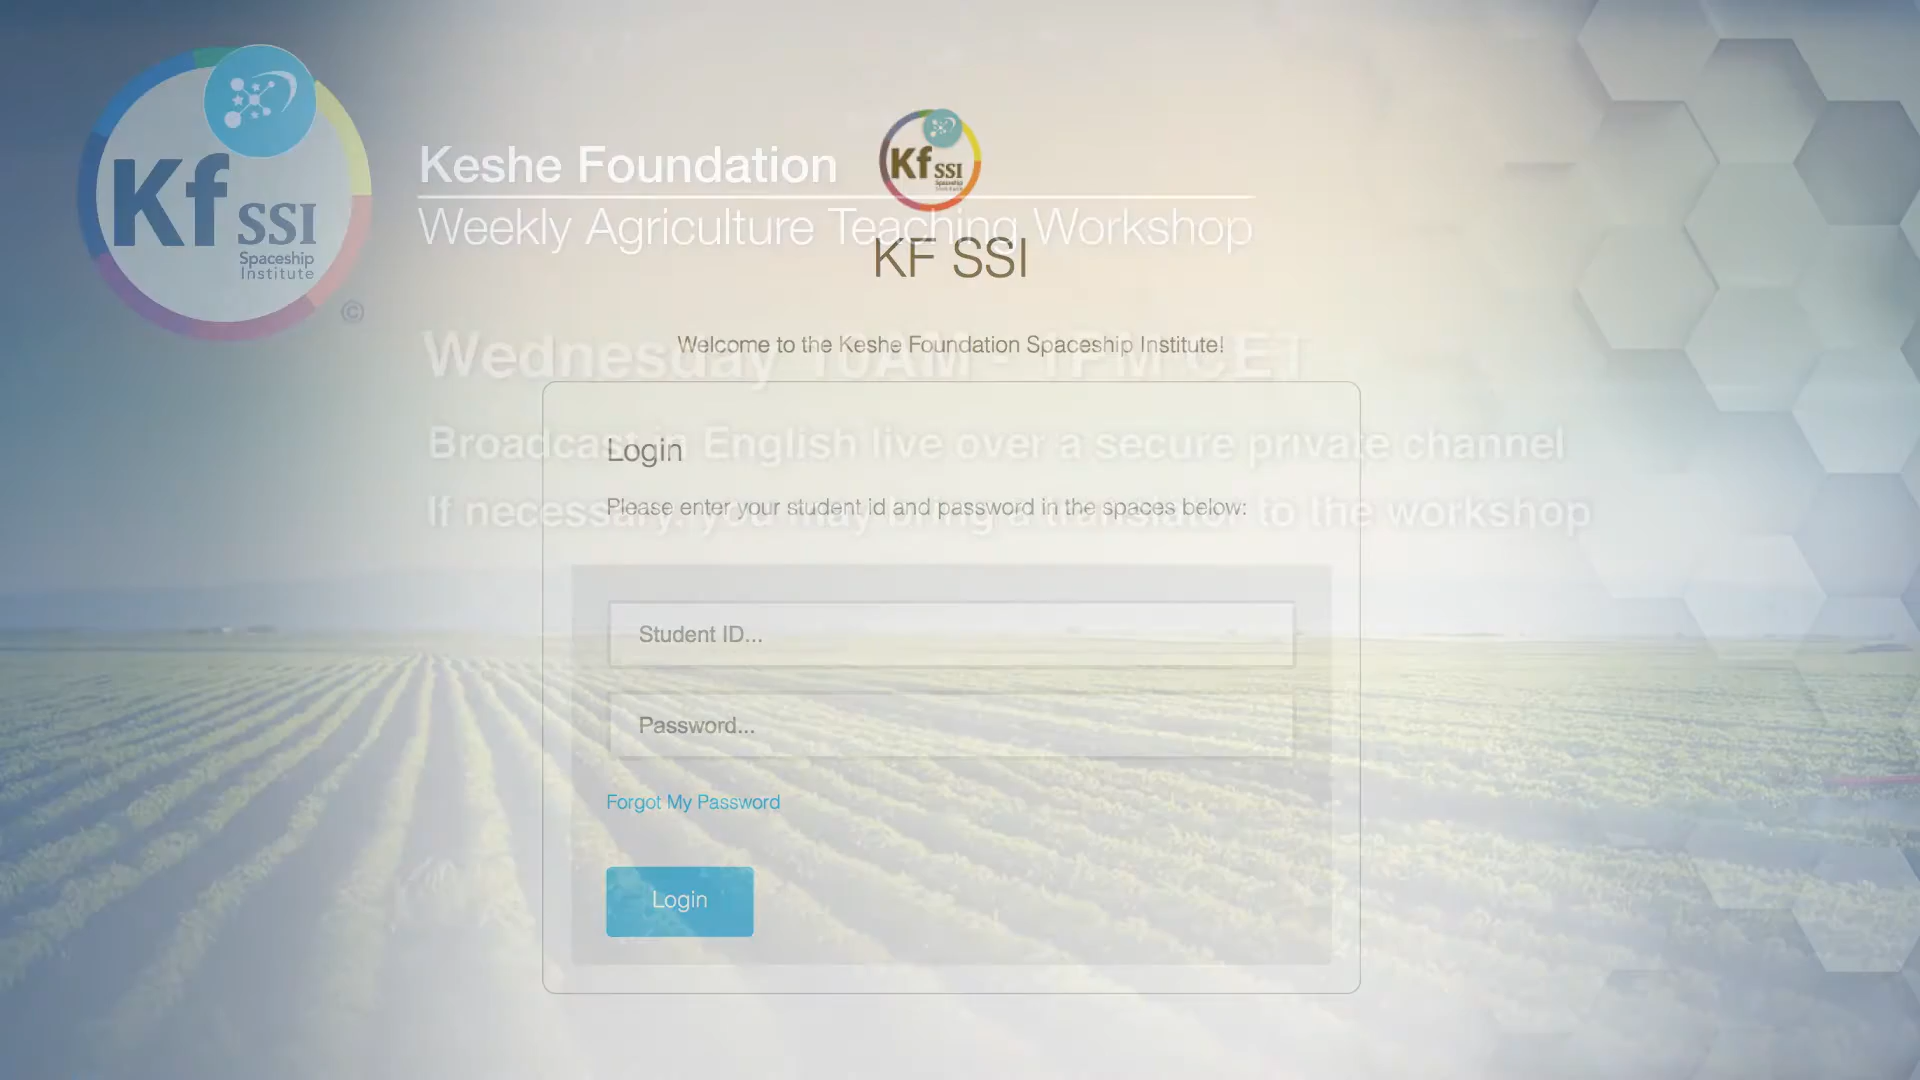 Kf SSI
Spaceship
Institute
©
Keshe Foundation
Weekly Agriculture Teaching Workshop
Kf SSI
Spaceship
KF SSI
Wednesday 10AM - 1PM CET
Welcome to the Keshe Foundation Spaceship Institute!
Broadcast in English live over a secure private channel
Login
If necessary, you may bring a translator to the workshop
Please enter your student id and password in the spaces below:
Student ID...
Password...
Forgot My Password
Login